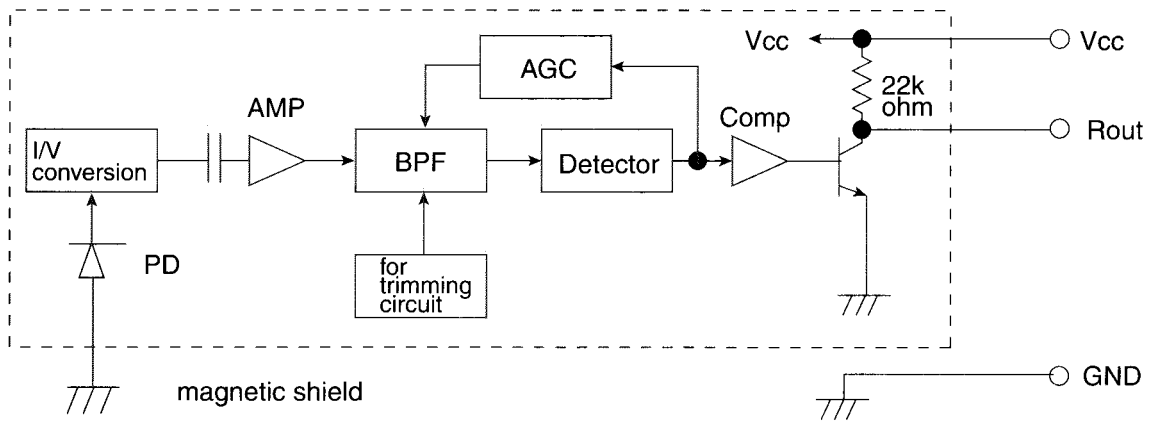 Vcc
Vcc
AGC
22k
ohm
AMP
Comp
Rout
I/V
conversion
BPF
Detector
PD
for
trimming
circuit
magnetic shield
GND